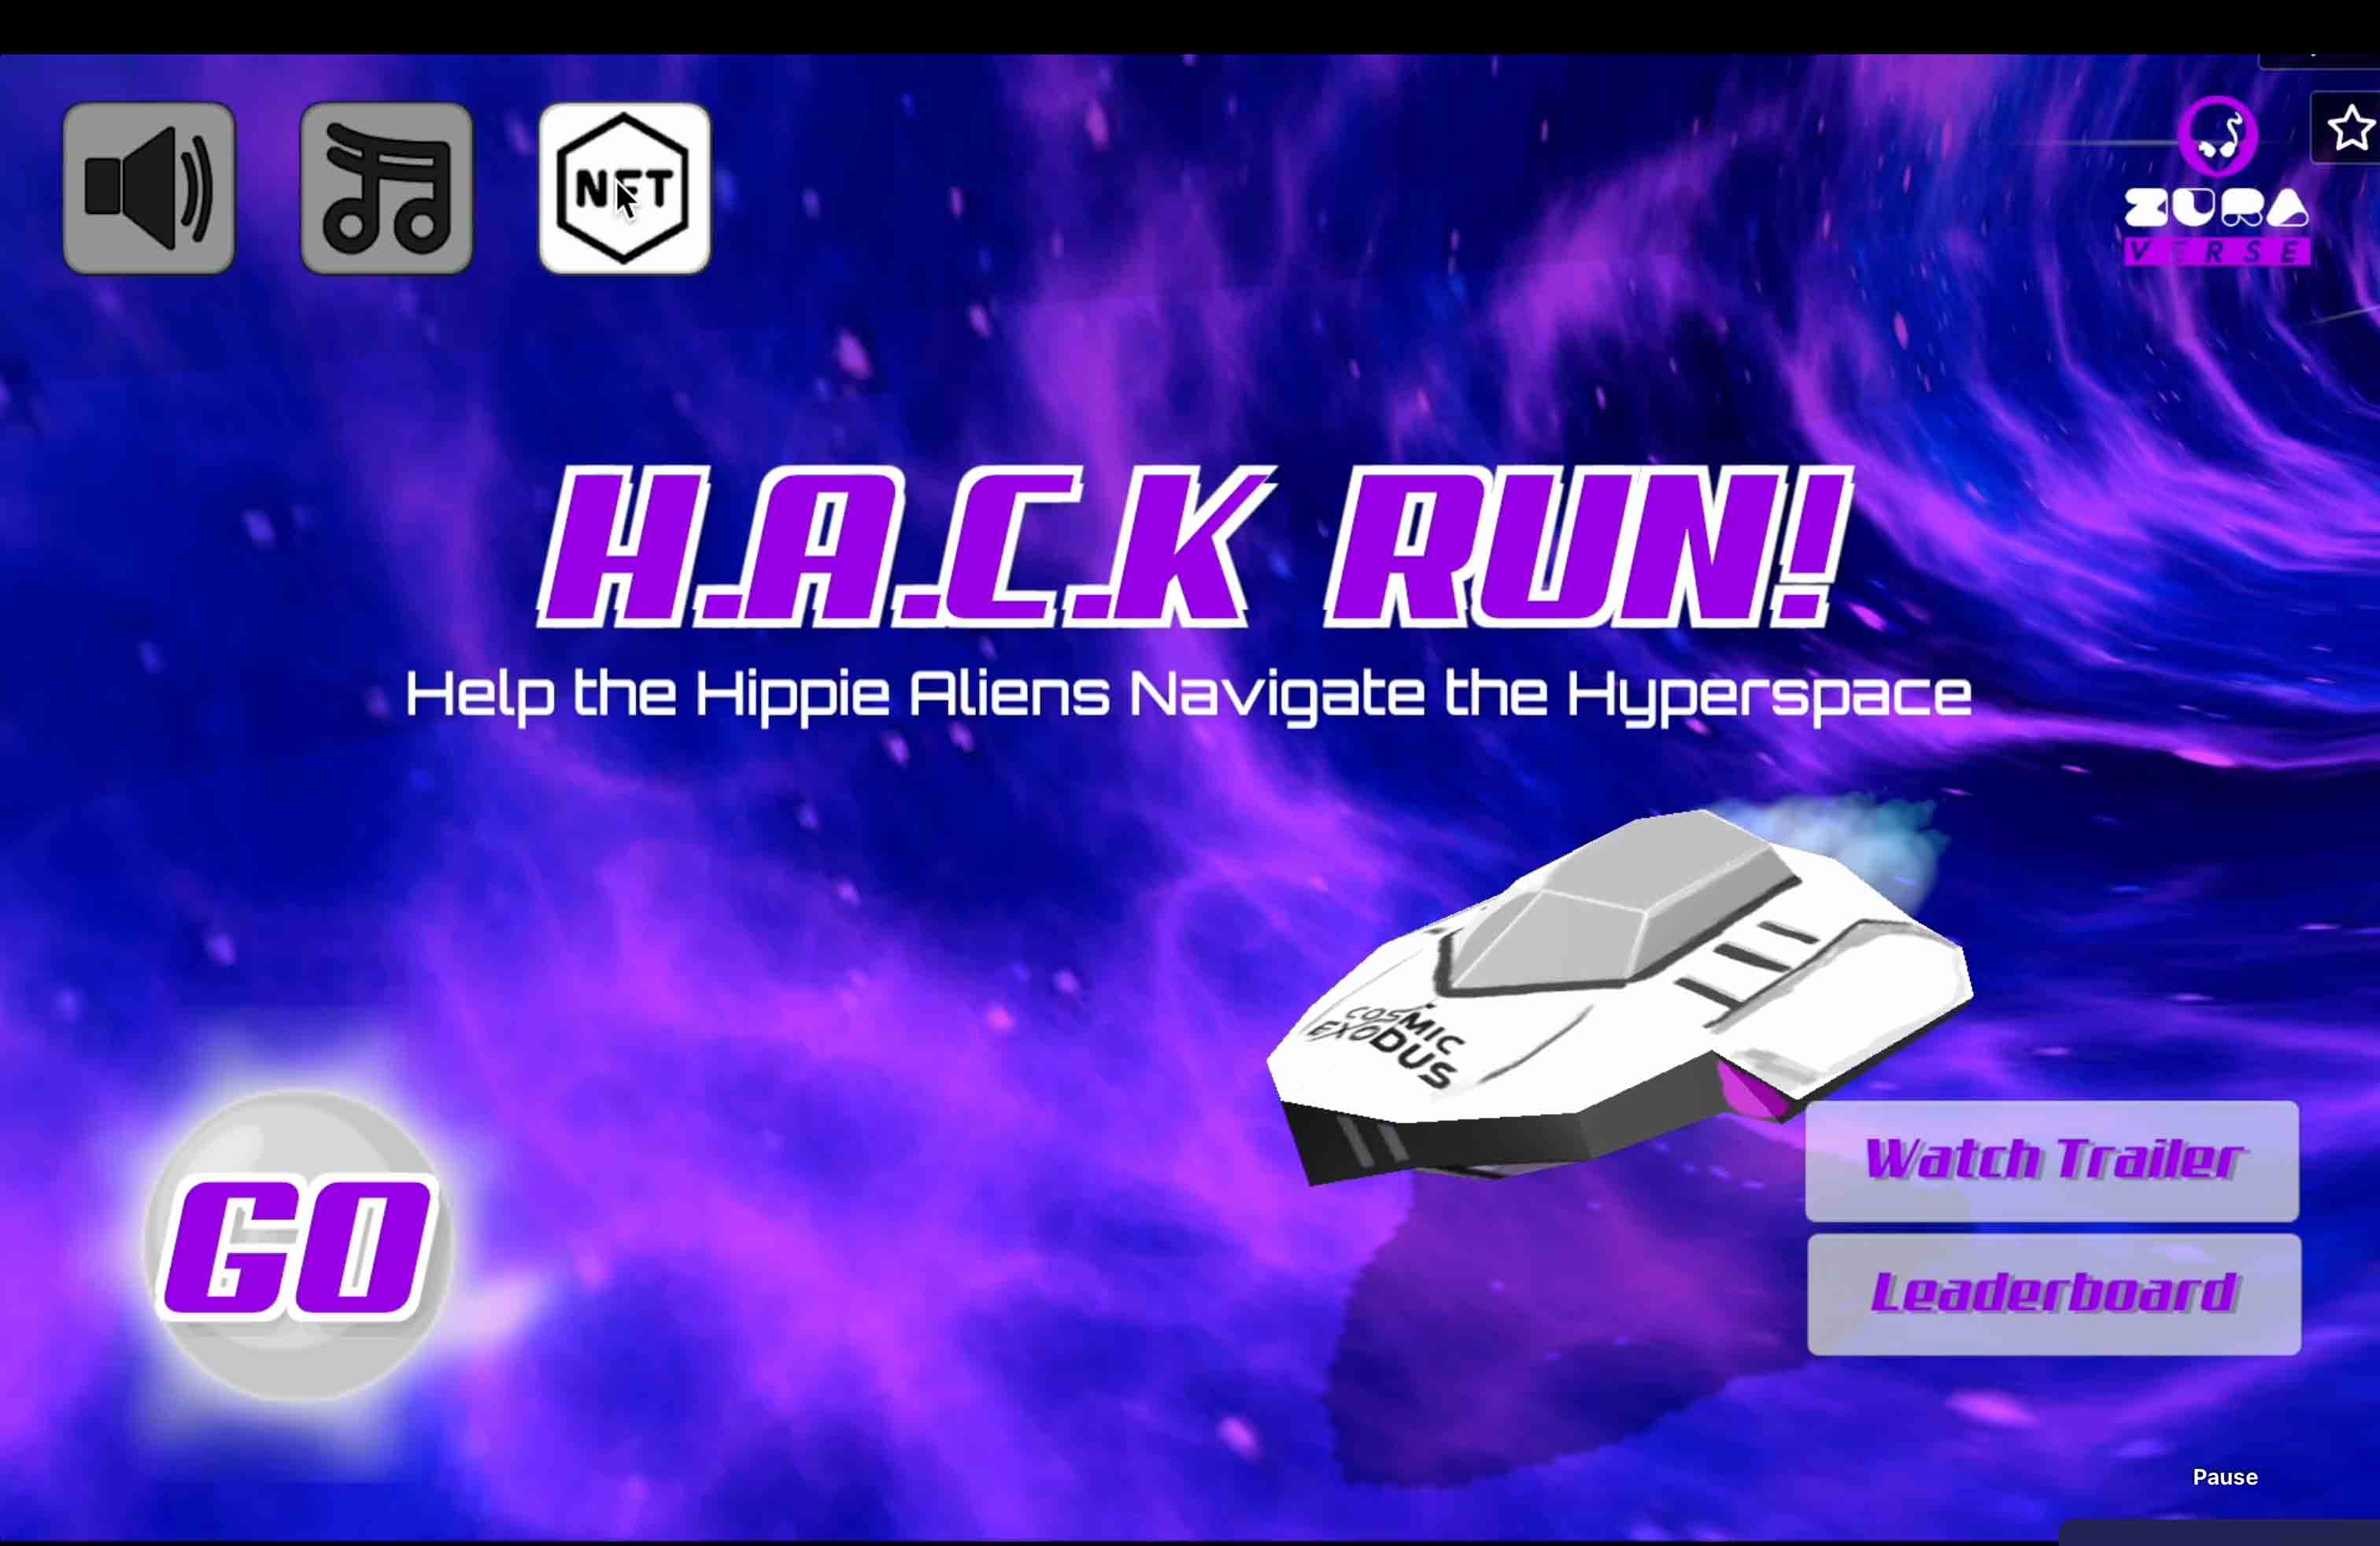 NFT
ZURA
VERSE
H.A.C.K RUN!
Help the Hippie Aliens Navigate the Hyperspace
COSMIC
EXODUS
GO
Watch Trailer
Leaderboard
Pause